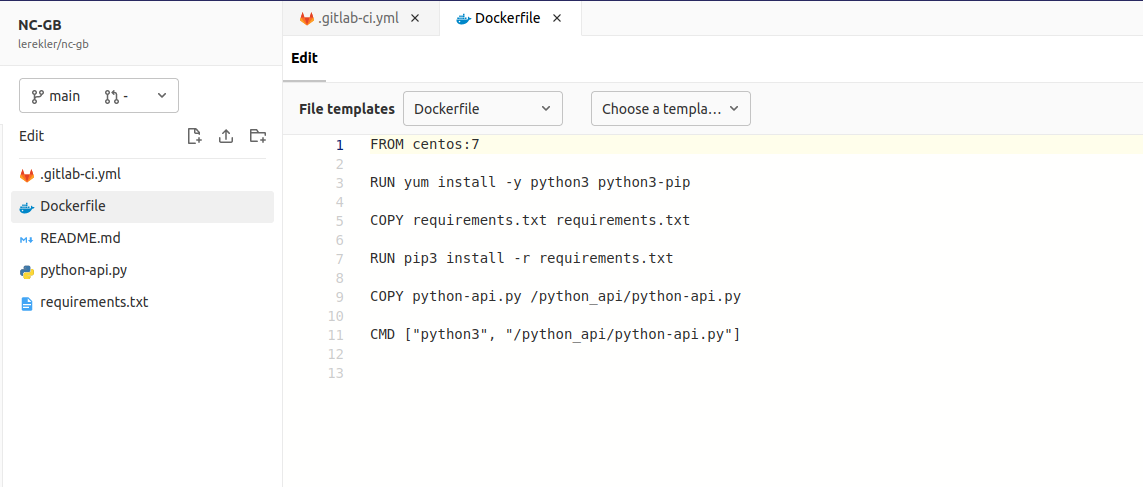 NC-GB
lerekler/nc-gb
main
-
Edit
.gitlab-ci.yml
Dockerfile
README.md
python-api.py
requirements.txt
.gitlab-ci.yml
Dockerfile
Edit
File templates
Dockerfile
Choose a templa…
1 FROM centos:7
2
3 RUN yum install -y python3 python3-pip
4
5 COPY requirements.txt requirements.txt
6
7 RUN pip3 install -r requirements.txt
8
9 COPY python-api.py /python_api/python-api.py
10
11 CMD ["python3", "/python_api/python-api.py"]
12
13